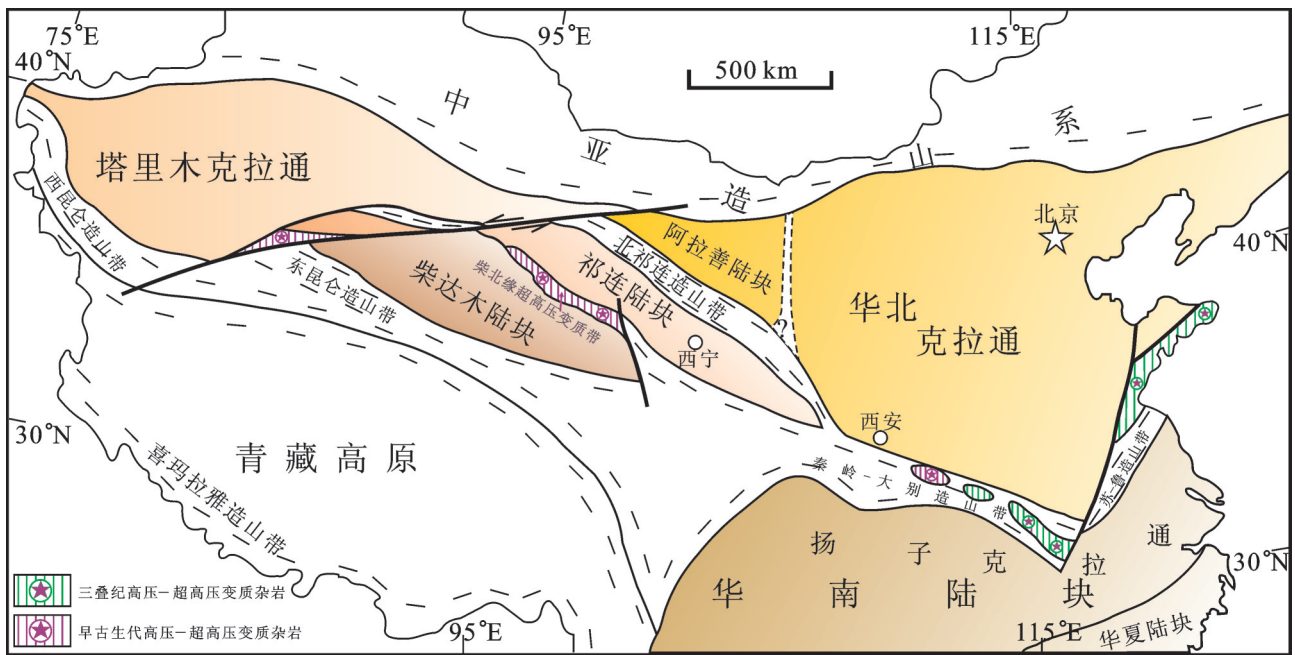 75°E
95°E
115°E
40°N
500 km
中亚造山系
塔里木克拉通
西昆仑造山带
北京
40°N
阿拉善陆块
北祁连造山带
祁连陆块
柴北缘超高压变质带
柴达木陆块
东昆仑造山带
华北
克拉通
西宁
西安
30°N
青藏高原
喜玛拉雅造山带
秦岭-大别造山带
苏-鲁造山带
扬子克拉通
30°N
华南陆块
华夏陆块
三叠纪高压-超高压变质杂岩
早古生代高压-超高压变质杂岩
95°E
115°E